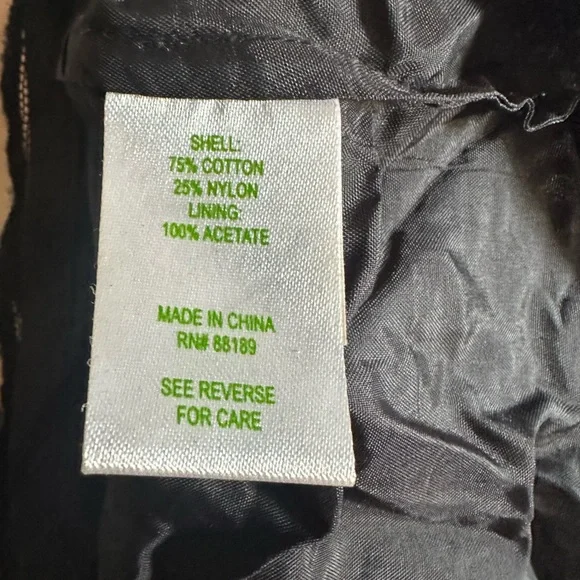 SHELL:
75% COTTON
25% NYLON
LINING:
100% ACETATE
MADE IN CHINA
RN# 88189
SEE REVERSE
FOR CARE